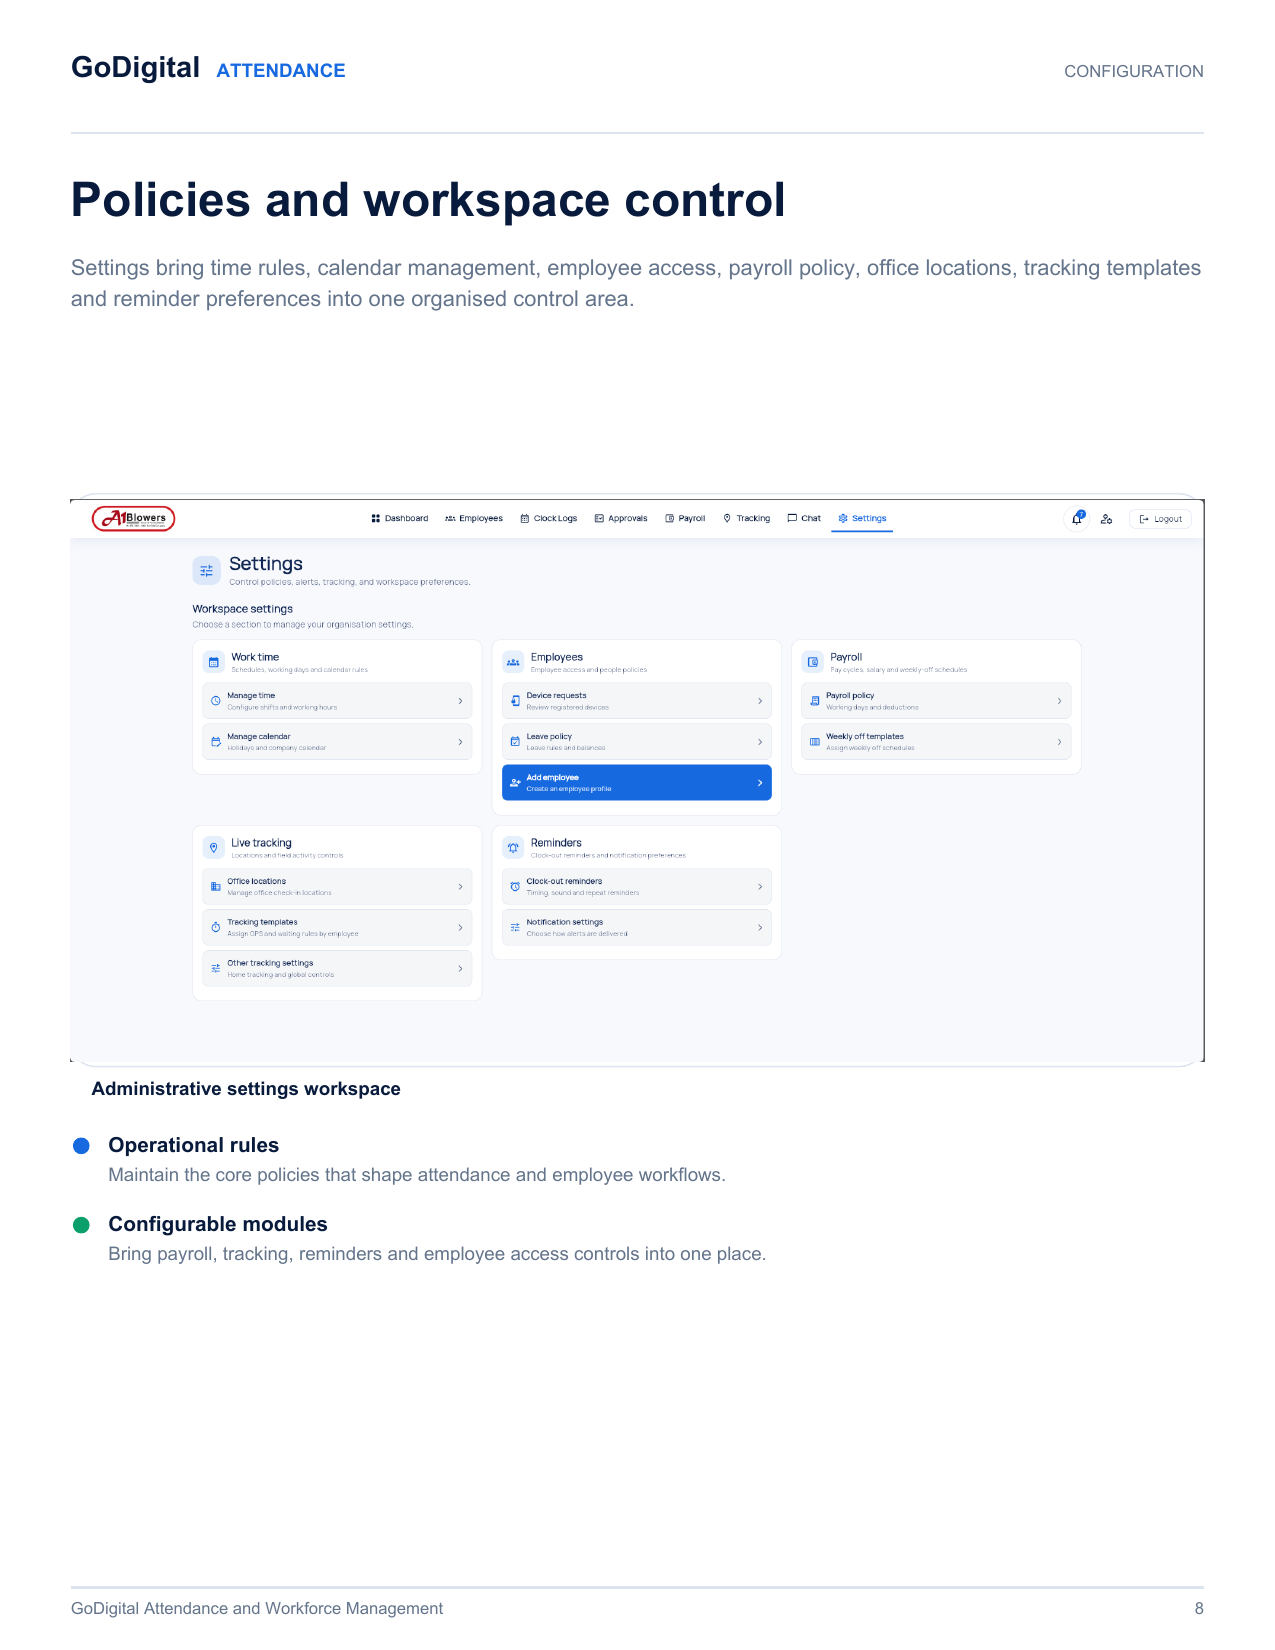 GoDigital ATTENDANCE
CONFIGURATION
Policies and workspace control
Settings bring time rules, calendar management, employee access, payroll policy, office locations, tracking templates
and reminder preferences into one organised control area.
A1Blowers
Dashboard Employees Clock Logs Approvals Payroll Tracking Chat Settings
7
Logout
Settings
Control policies, alerts, tracking, and workspace preferences.
Workspace settings
Choose a section to manage your organisation settings.
Work time
Schedules, working days and calendar rules
Manage time
Configure shifts and working hours
Manage calendar
Holidays and company calendar
Employees
Employee access and people policies
Device requests
Review registered devices
Leave policy
Leave rules and balances
Add employee
Create an employee profile
Payroll
Pay cycles, salary and weekly-off schedules
Payroll policy
Working days and deductions
Weekly off templates
Assign weekly off schedules
Live tracking
Locations and field activity controls
Office locations
Manage office check-in locations
Tracking templates
Assign GPS and waiting rules by employee
Other tracking settings
Home tracking and global controls
Reminders
Clock-out reminders and notification preferences
Clock-out reminders
Timing, sound and repeat reminders
Notification settings
Choose how alerts are delivered
Administrative settings workspace
Operational rules
Maintain the core policies that shape attendance and employee workflows.
Configurable modules
Bring payroll, tracking, reminders and employee access controls into one place.
GoDigital Attendance and Workforce Management
8